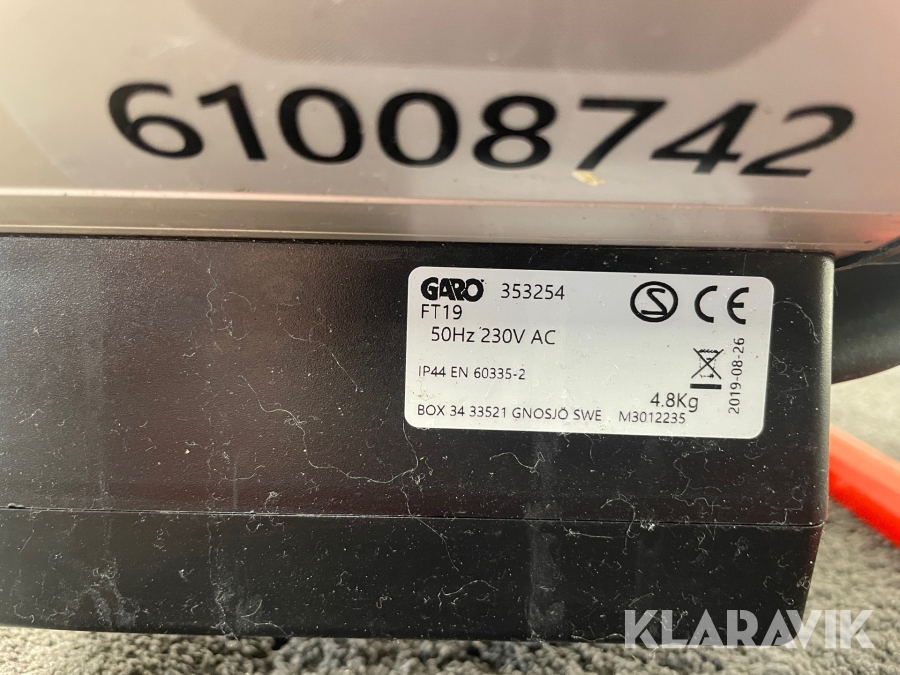 61008742
GARO 353254
FT19
50Hz 230V AC
IP44 EN 60335-2
4.8Kg
BOX 34 33521 GNOSJÖ SWE M3012235
2019-08-26
S CE
KLARAVIK